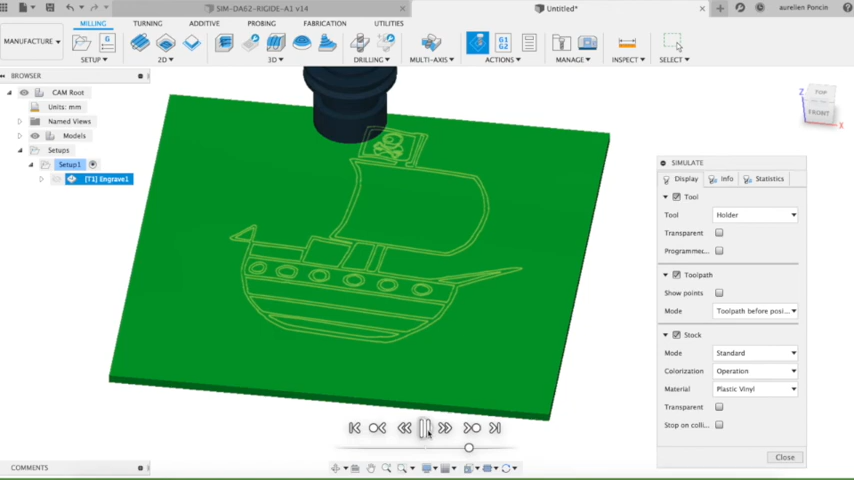 SIM-DA62-RIGIDE-A1 v14
Untitled*
aurelien Poncin
MILLING TURNING ADDITIVE PROBING FABRICATION UTILITIES
MANUFACTURE
SETUP 2D 3D DRILLING MULTI-AXIS ACTIONS MANAGE INSPECT SELECT
G
G1
G2
BROWSER
CAM Root
Units: mm
Named Views
Models
Setups
Setup1
[T1] Engrave1
TOP
FRONT
Z
X
SIMULATE
Display Info Statistics
Tool
Tool Holder
Transparent
Programmec...
Toolpath
Show points
Mode Toolpath before posi...
Stock
Mode Standard
Colorization Operation
Material Plastic Vinyl
Transparent
Stop on colli...
Close
COMMENTS